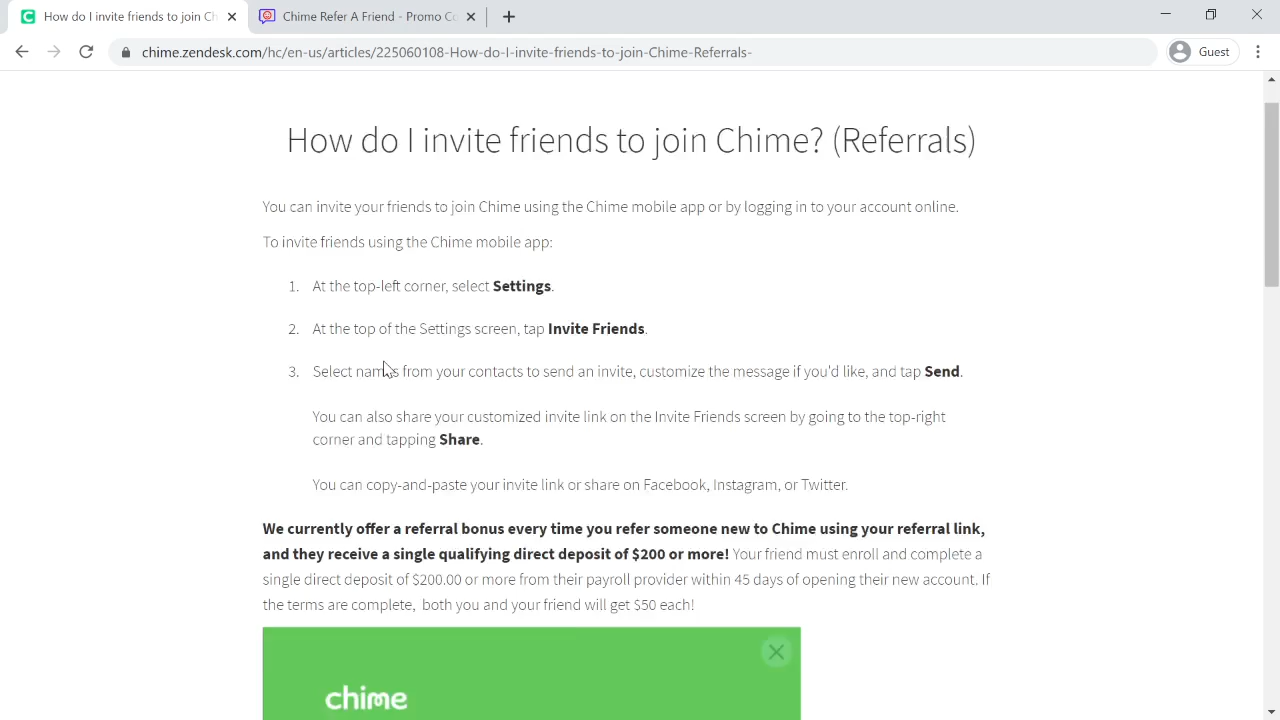 How do I invite friends to join Ch
Chime Refer A Friend - Promo Co
chime.zendesk.com/hc/en-us/articles/225060108-How-do-I-invite-friends-to-join-Chime-Referrals-
Guest
How do I invite friends to join Chime? (Referrals)
You can invite your friends to join Chime using the Chime mobile app or by logging in to your account online.
To invite friends using the Chime mobile app:
1. At the top-left corner, select Settings.
2. At the top of the Settings screen, tap Invite Friends.
3. Select names from your contacts to send an invite, customize the message if you'd like, and tap Send.
You can also share your customized invite link on the Invite Friends screen by going to the top-right
corner and tapping Share.
You can copy-and-paste your invite link or share on Facebook, Instagram, or Twitter.
We currently offer a referral bonus every time you refer someone new to Chime using your referral link,
and they receive a single qualifying direct deposit of $200 or more! Your friend must enroll and complete a
single direct deposit of $200.00 or more from their payroll provider within 45 days of opening their new account. If
the terms are complete, both you and your friend will get $50 each!
chime